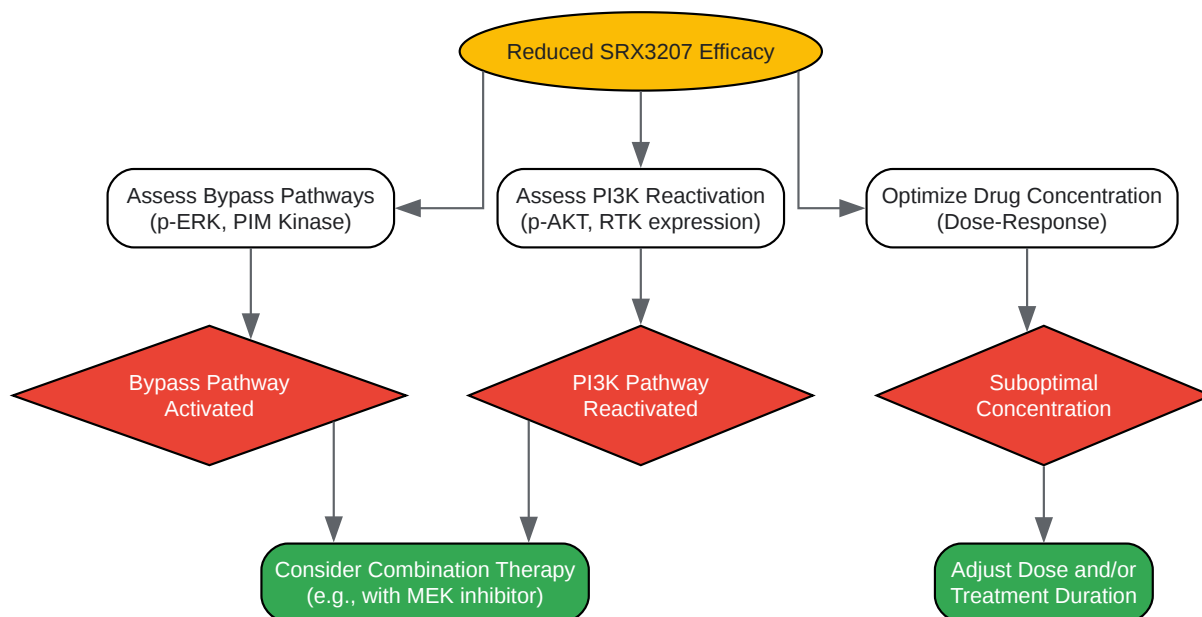 Reduced SRX3207 Efficacy
Assess Bypass Pathways
(p-ERK, PIM Kinase)
Assess PI3K Reactivation
(p-AKT, RTK expression)
Optimize Drug Concentration
(Dose-Response)
Bypass Pathway
Activated
PI3K Pathway
Reactivated
Suboptimal
Concentration
Consider Combination Therapy
(e.g., with MEK inhibitor)
Adjust Dose and/or
Treatment Duration